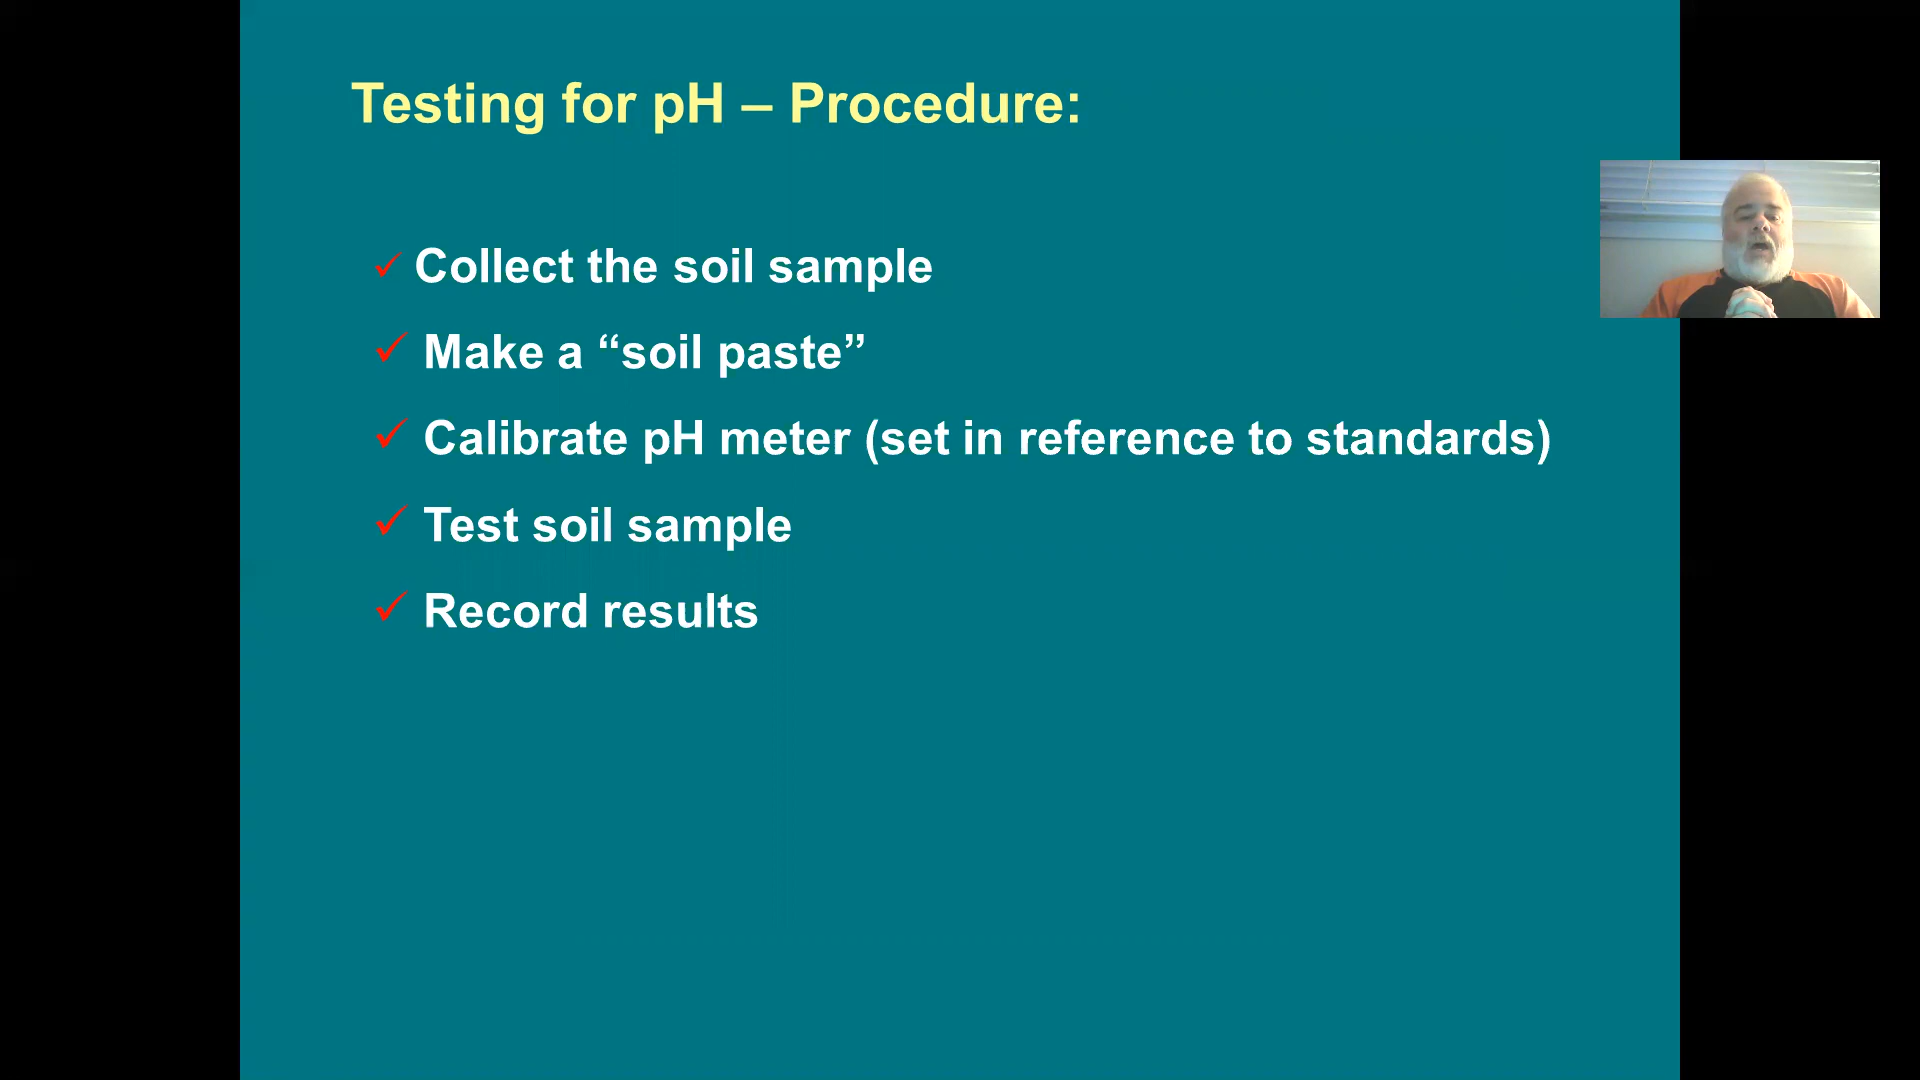 Testing for pH – Procedure:
✓ Collect the soil sample
✓ Make a “soil paste”
✓ Calibrate pH meter (set in reference to standards)
✓ Test soil sample
✓ Record results